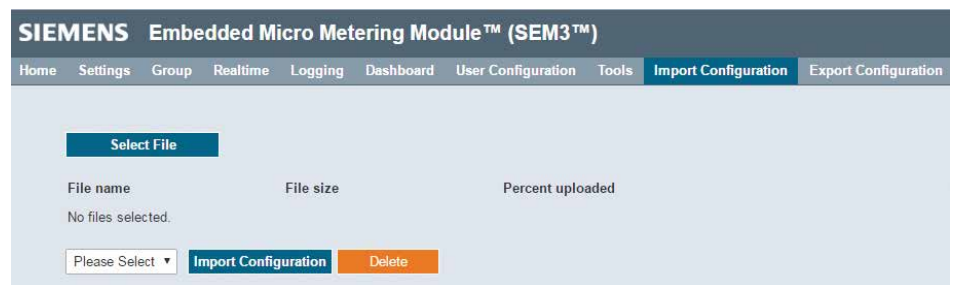 SIEMENS Embedded Micro Metering Module™ (SEM3™)
Home Settings Group Realtime Logging Dashboard User Configuration Tools Import Configuration Export Configuration
Select File
File name File size Percent uploaded
No files selected.
Please Select Import Configuration Delete